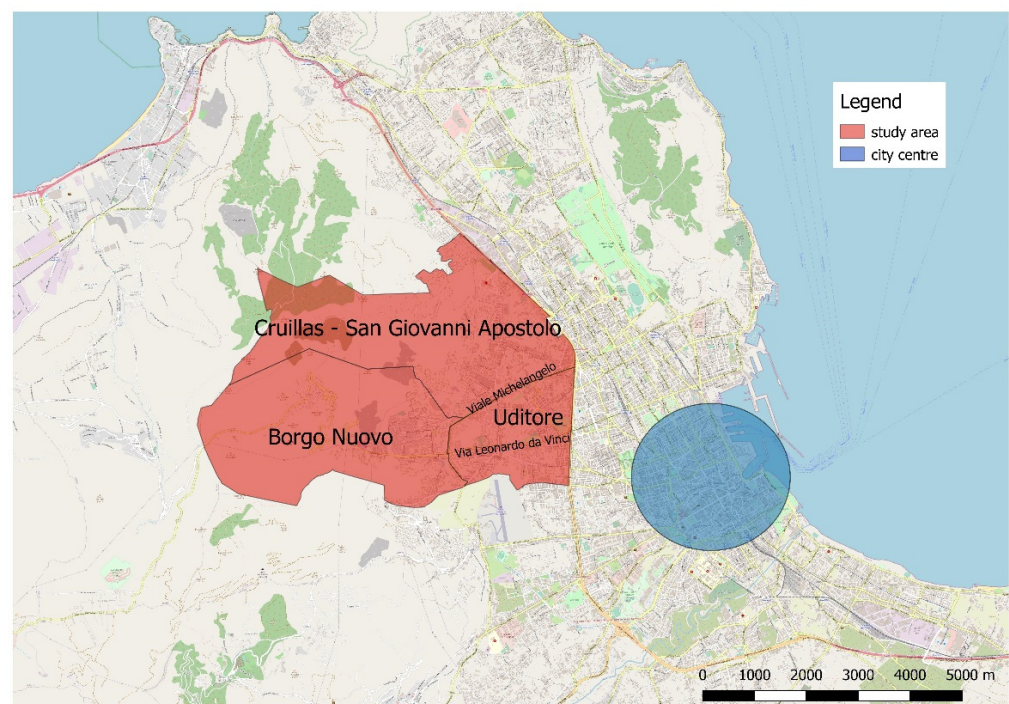 Legend
study area
city centre
Cruillas - San Giovanni Apostolo
Viale Michelangelo
Uditore
Borgo Nuovo
Via Leonardo da Vinci
0 1000 2000 3000 4000 5000 m